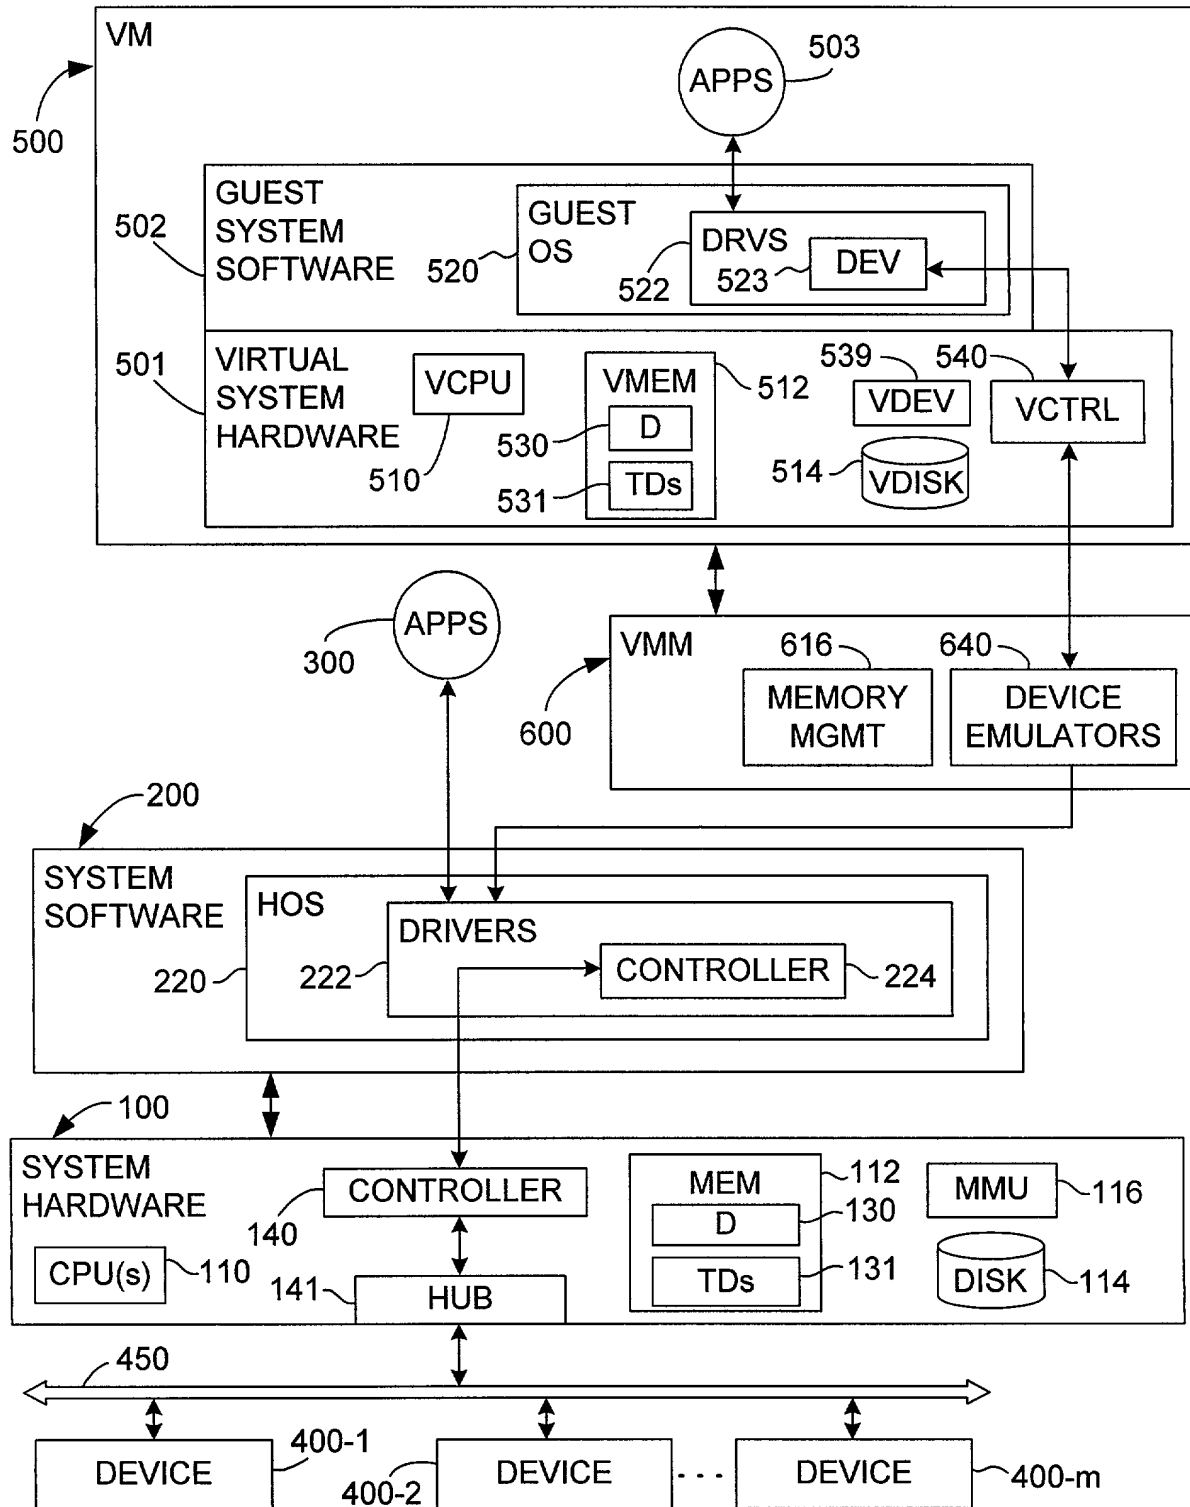 VM
500
APPS
503
GUEST
SYSTEM
SOFTWARE
502
GUEST
OS
520
DRVS
522
DEV
523
VIRTUAL
SYSTEM
HARDWARE
501
VCPU
510
VMEM
512
D
530
TDs
531
539
VDEV
540
VCTRL
514
VDISK
APPS
300
VMM
600
616
MEMORY
MGMT
640
DEVICE
EMULATORS
200
SYSTEM
SOFTWARE
HOS
220
DRIVERS
222
CONTROLLER
224
100
SYSTEM
HARDWARE
CONTROLLER
140
CPU(s)
110
141
HUB
MEM
112
D
130
TDs
131
MMU
116
DISK
114
450
DEVICE
400-1
400-2
DEVICE
. . .
DEVICE
400-m